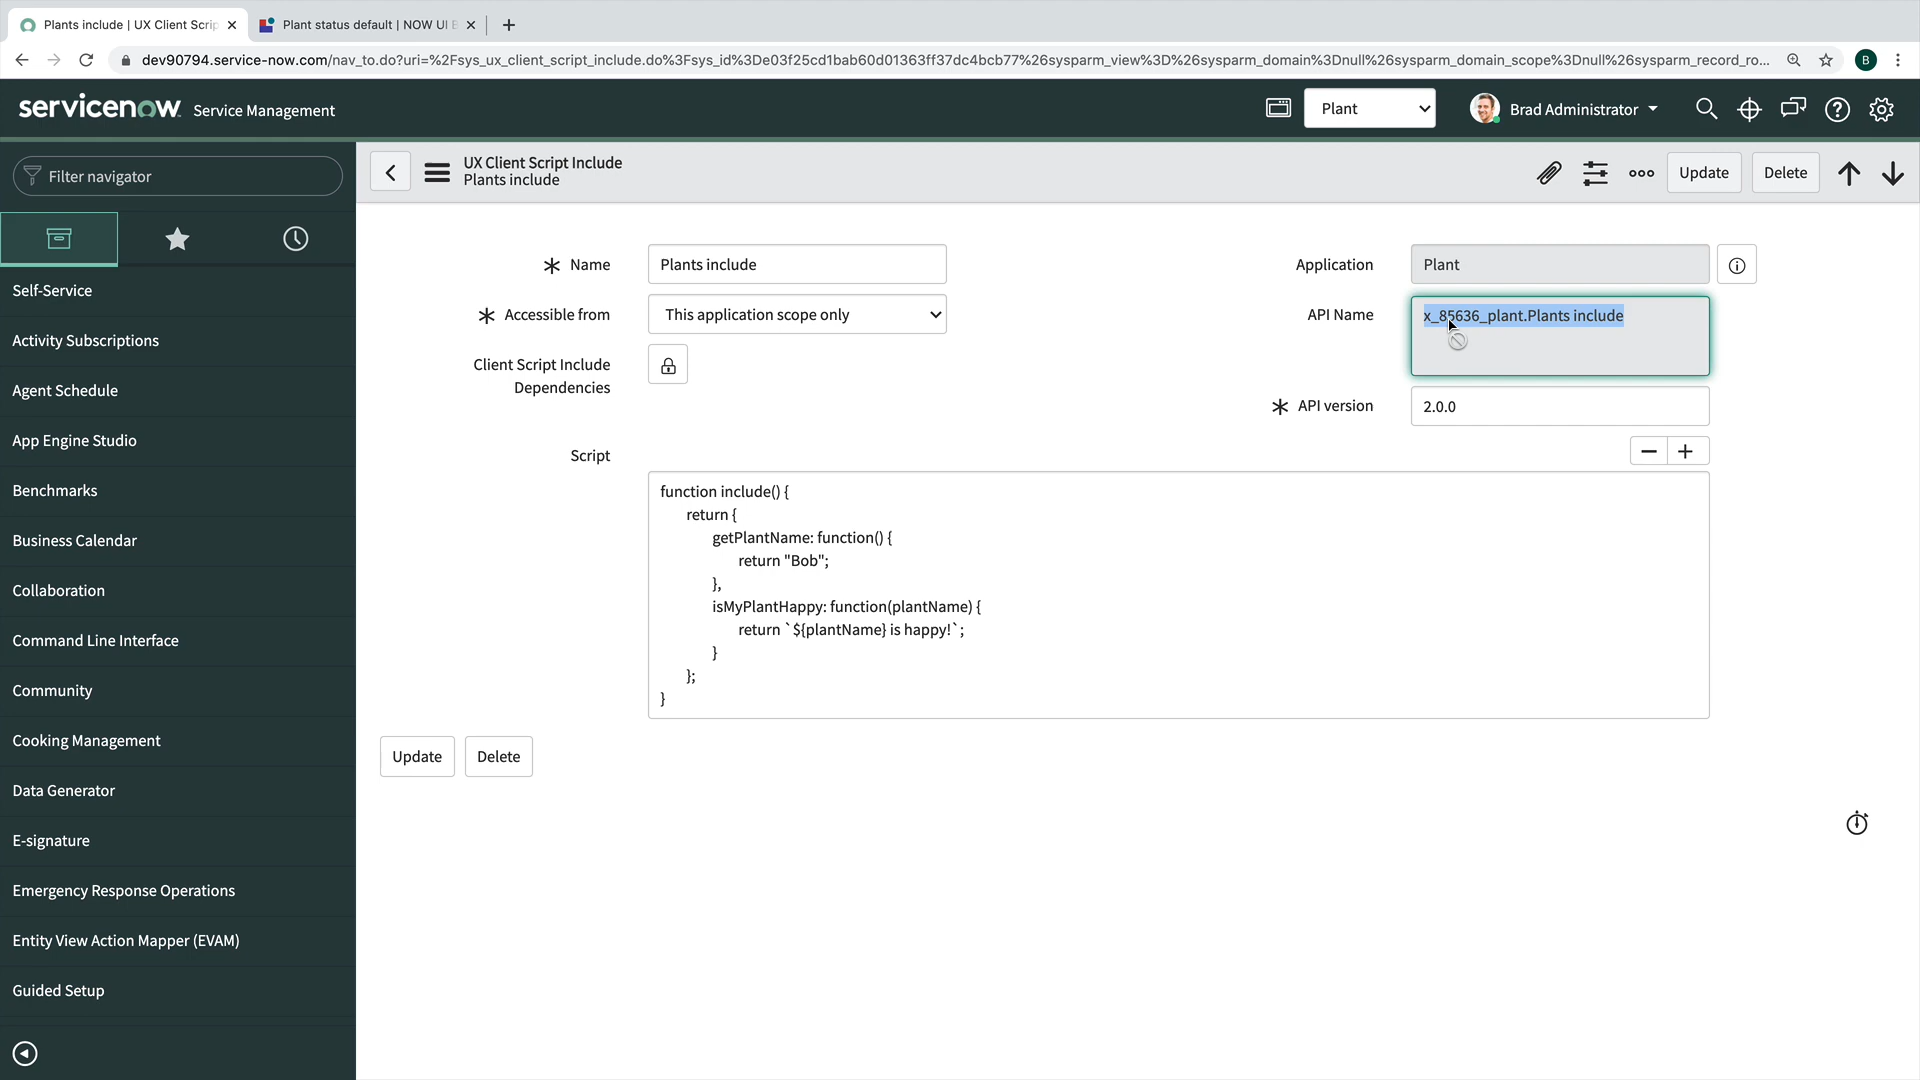 Plants include | UX Client Scrip
Plant status default | NOW UI B
dev90794.service-now.com/nav_to.do?uri=%2Fsys_ux_client_script_include.do%3Fsys_id%3De03f25cd1bab60d01363ff37dc4bcb77%26sysparm_view%3D%26sysparm_domain%3Dnull%26sysparm_domain_scope%3Dnull%26sysparm_record_ro...
B
servicenow Service Management
Plant
Brad Administrator
Filter navigator
UX Client Script Include
Plants include
Update
Delete
Self-Service
Activity Subscriptions
Agent Schedule
App Engine Studio
Benchmarks
Business Calendar
Collaboration
Command Line Interface
Community
Cooking Management
Data Generator
E-signature
Emergency Response Operations
Entity View Action Mapper (EVAM)
Guided Setup
Name
Plants include
Application
Plant
Accessible from
This application scope only
API Name
x_85636_plant.Plants include
Client Script Include
Dependencies
API version
2.0.0
Script
function include() {
return {
getPlantName: function() {
return "Bob";
},
isMyPlantHappy: function(plantName) {
return `${plantName} is happy!`;
}
};
}
Update
Delete